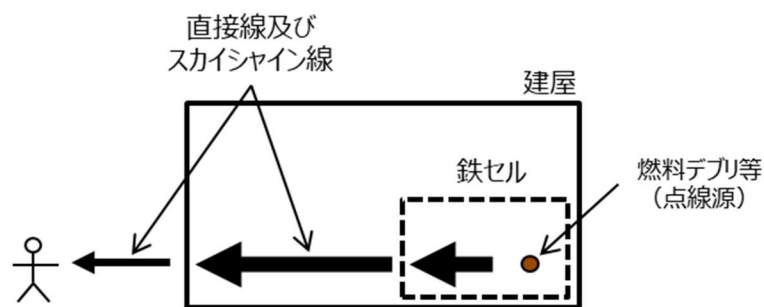 直接線及び
スカイシャイン線
建屋
鉄セル
燃料デブリ等
（点線源）